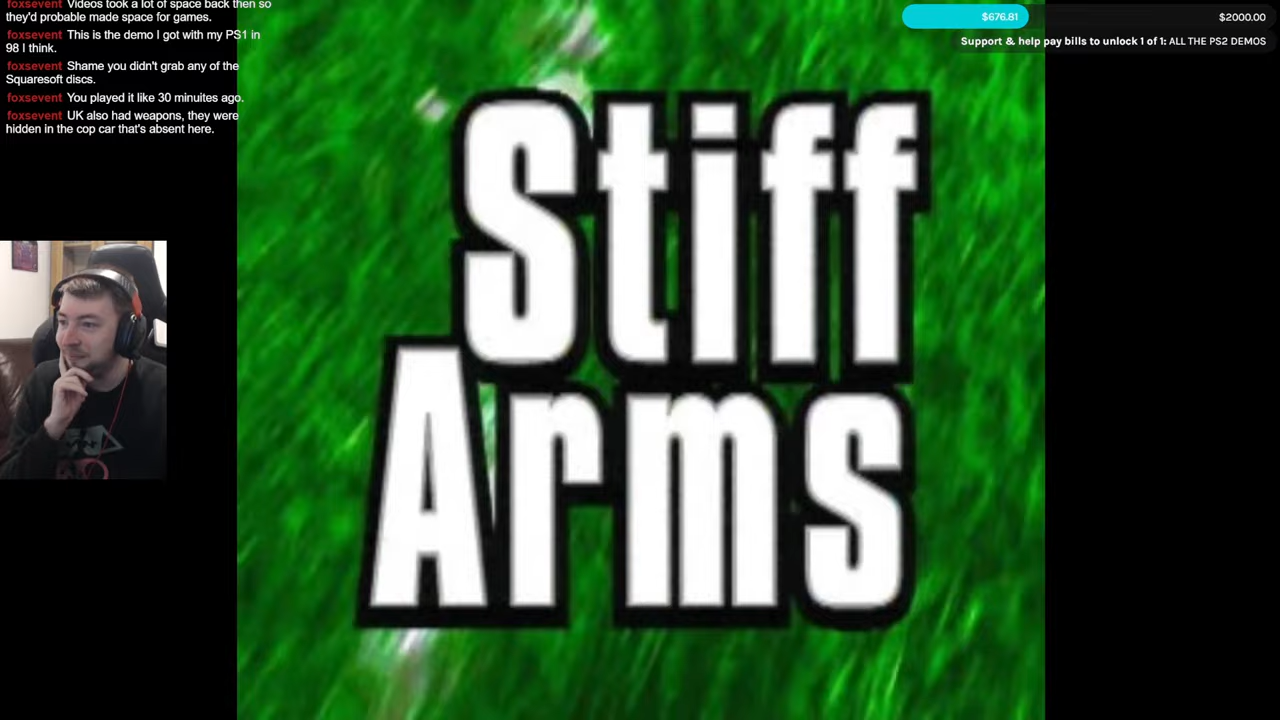 foxsevent Videos took a lot of space back then so
they'd probable made space for games.
foxsevent This is the demo I got with my PS1 in
98 I think.
foxsevent Shame you didn't grab any of the
Squaresoft discs.
foxsevent You played it like 30 minuites ago.
foxsevent UK also had weapons, they were
hidden in the cop car that's absent here.
$676.81
$2000.00
Support & help pay bills to unlock 1 of 1: ALL THE PS2 DEMOS
Stiff
Arms